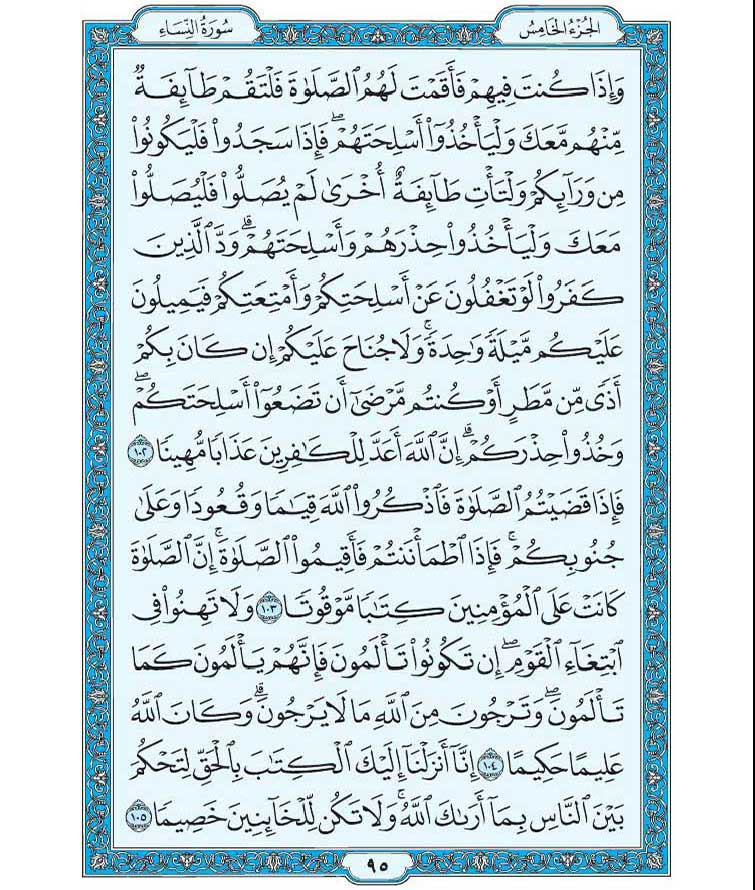 الجُزْءُ الخَامِسُ
سُورَةُ النِّسَاءِ
وَإِذَا كُنتَ فِيهِمْ فَأَقَمْتَ لَهُمُ ٱلصَّلَوٰةَ فَلْتَقُمْ طَآئِفَةٌ
مِّنْهُم مَّعَكَ وَلْيَأْخُذُوٓا۟ أَسْلِحَتَهُمْۖ فَإِذَا سَجَدُوا۟ فَلْيَكُونُوا۟
مِن وَرَآئِكُمْ وَلْتَأْتِ طَآئِفَةٌ أُخْرَىٰ لَمْ يُصَلُّوا۟ فَلْيُصَلُّوا۟
مَعَكَ وَلْيَأْخُذُوا۟ حِذْرَهُمْ وَأَسْلِحَتَهُمْۗ وَدَّ ٱلَّذِينَ
كَفَرُوا۟ لَوْ تَغْفُلُونَ عَنْ أَسْلِحَتِكُمْ وَأَمْتِعَتِكُمْ فَيَمِيلُونَ
عَلَيْكُم مَّيْلَةً وَٰحِدَةًۚ وَلَا جُنَاحَ عَلَيْكُمْ إِن كَانَ بِكُمْ
أَذًى مِّن مَّطَرٍ أَوْ كُنتُم مَّرْضَىٰٓ أَن تَضَعُوٓا۟ أَسْلِحَتَكُمْۖ
وَخُذُوا۟ حِذْرَكُمْۗ إِنَّ ٱللَّهَ أَعَدَّ لِلْكَٰفِرِينَ عَذَابًا مُّهِينًا ١٠٢
فَإِذَا قَضَيْتُمُ ٱلصَّلَوٰةَ فَٱذْكُرُوا۟ ٱللَّهَ قِيَٰمًا وَقُعُودًا وَعَلَىٰ
جُنُوبِكُمْۚ فَإِذَا ٱطْمَأْنَنتُمْ فَأَقِيمُوا۟ ٱلصَّلَوٰةَۚ إِنَّ ٱلصَّلَوٰةَ
كَانَتْ عَلَى ٱلْمُؤْمِنِينَ كِتَٰبًا مَّوْقُوتًا ١٠٣ وَلَا تَهِنُوا۟ فِى
ٱبْتِغَآءِ ٱلْقَوْمِۖ إِن تَكُونُوا۟ تَأْلَمُونَ فَإِنَّهُمْ يَأْلَمُونَ كَمَا
تَأْلَمُونَۖ وَتَرْجُونَ مِنَ ٱللَّهِ مَا لَا يَرْجُونَۗ وَكَانَ ٱللَّهُ
عَلِيمًا حَكِيمًا ١٠٤ إِنَّآ أَنزَلْنَآ إِلَيْكَ ٱلْكِتَٰبَ بِٱلْحَقِّ لِتَحْكُمَ
بَيْنَ ٱلنَّاسِ بِمَآ أَرَىٰكَ ٱللَّهُۚ وَلَا تَكُن لِّلْخَآئِنِينَ خَصِيمًا ١٠٥
٩٥